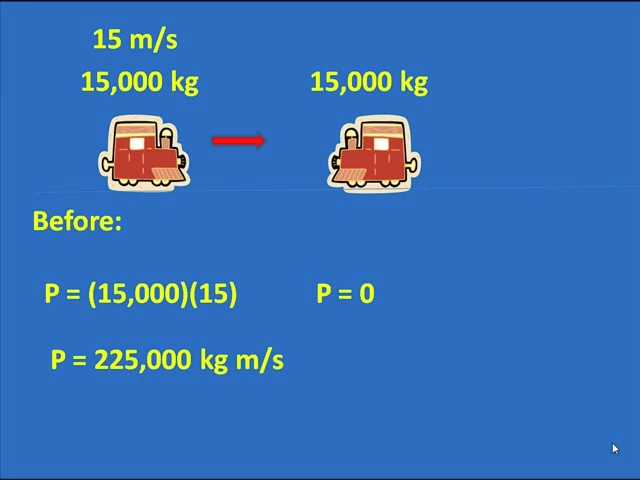 15 m/s
15,000 kg 15,000 kg
Before:
P = (15,000)(15) P = 0
P = 225,000 kg m/s